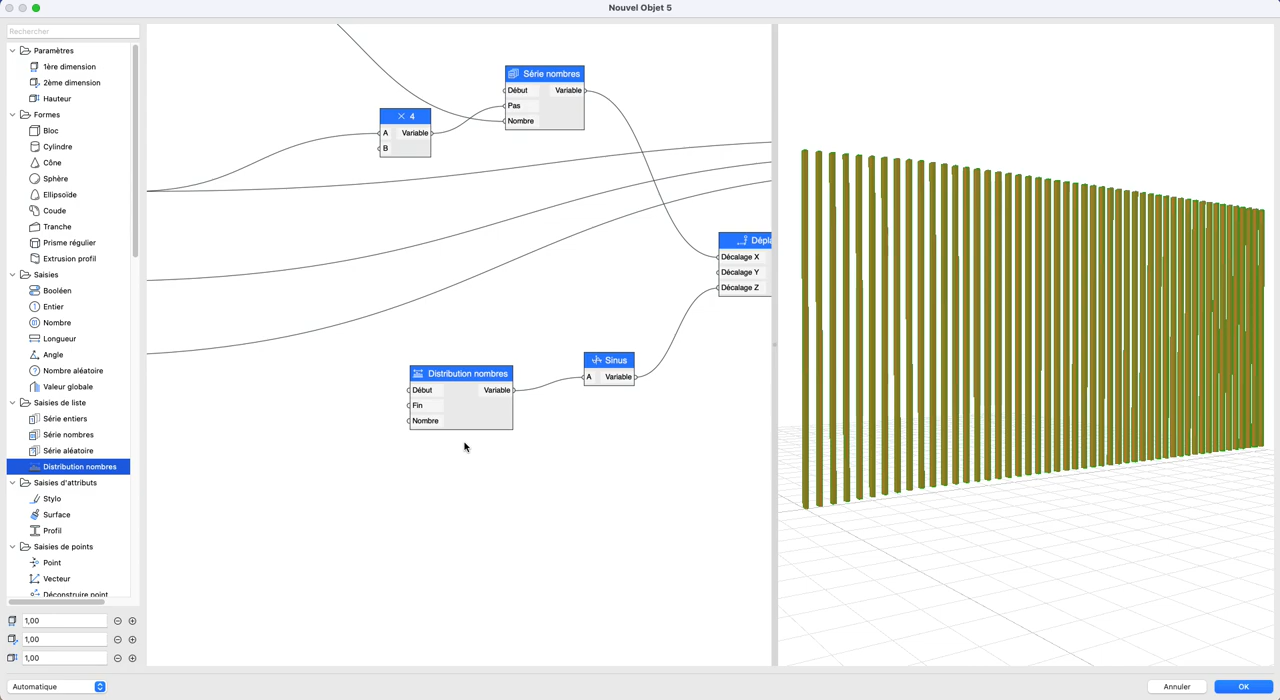 Nouvel Objet 5
Rechercher
Paramètres
1ère dimension
2ème dimension
Hauteur
Formes
Bloc
Cylindre
Cône
Sphère
Ellipsoïde
Coude
Tranche
Prisme régulier
Extrusion profil
Saisies
Booléen
Entier
Nombre
Longueur
Angle
Nombre aléatoire
Valeur globale
Saisies de liste
Série entiers
Série nombres
Série aléatoire
Distribution nombres
Saisies d'attributs
Stylo
Surface
Profil
Saisies de points
Point
Vecteur
Déconstruire point
1,00
1,00
1,00
Automatique
4
A Variable
B
Série nombres
Début Variable
Pas
Nombre
Dépla
Décalage X
Décalage Y
Décalage Z
Distribution nombres
Début Variable
Fin
Nombre
Sinus
A Variable
Annuler
OK